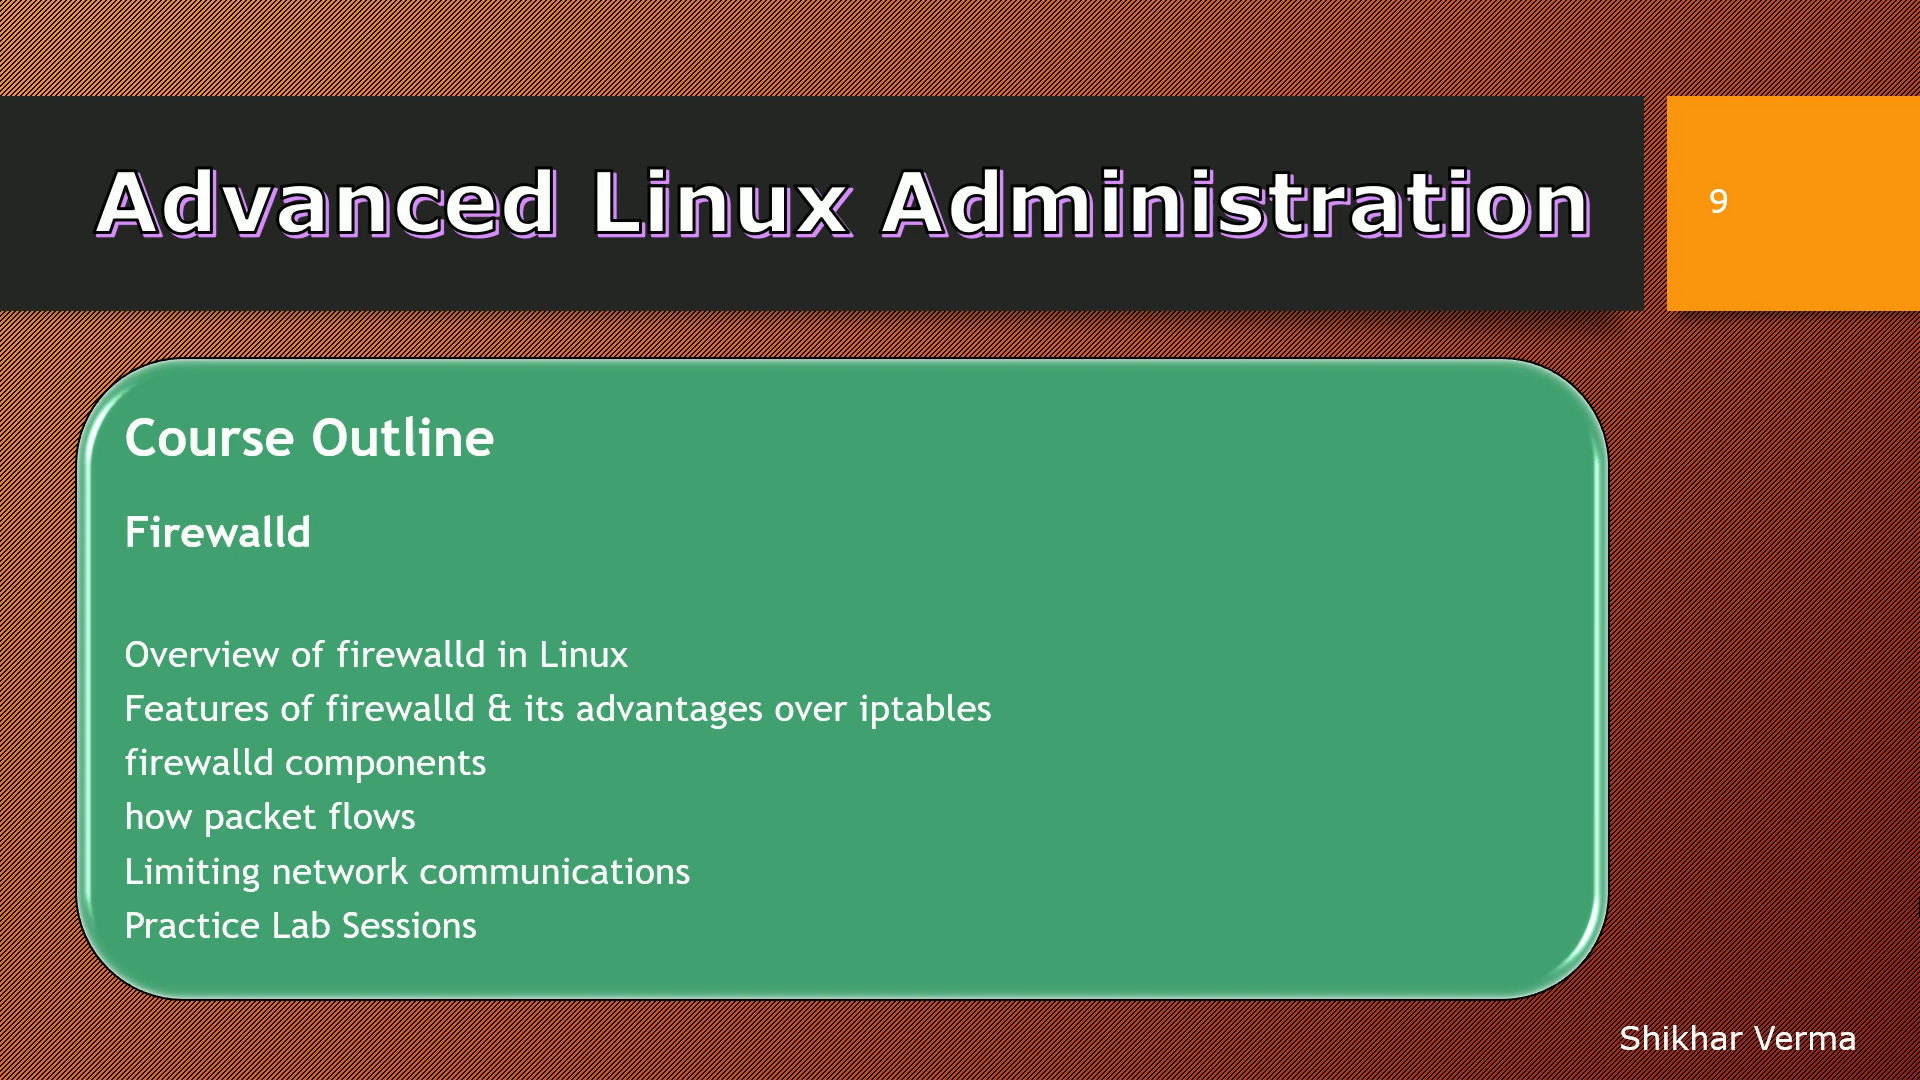 Advanced Linux Administration
9
Course Outline
Firewalld
Overview of firewalld in Linux
Features of firewalld & its advantages over iptables
firewalld components
how packet flows
Limiting network communications
Practice Lab Sessions
Shikhar Verma